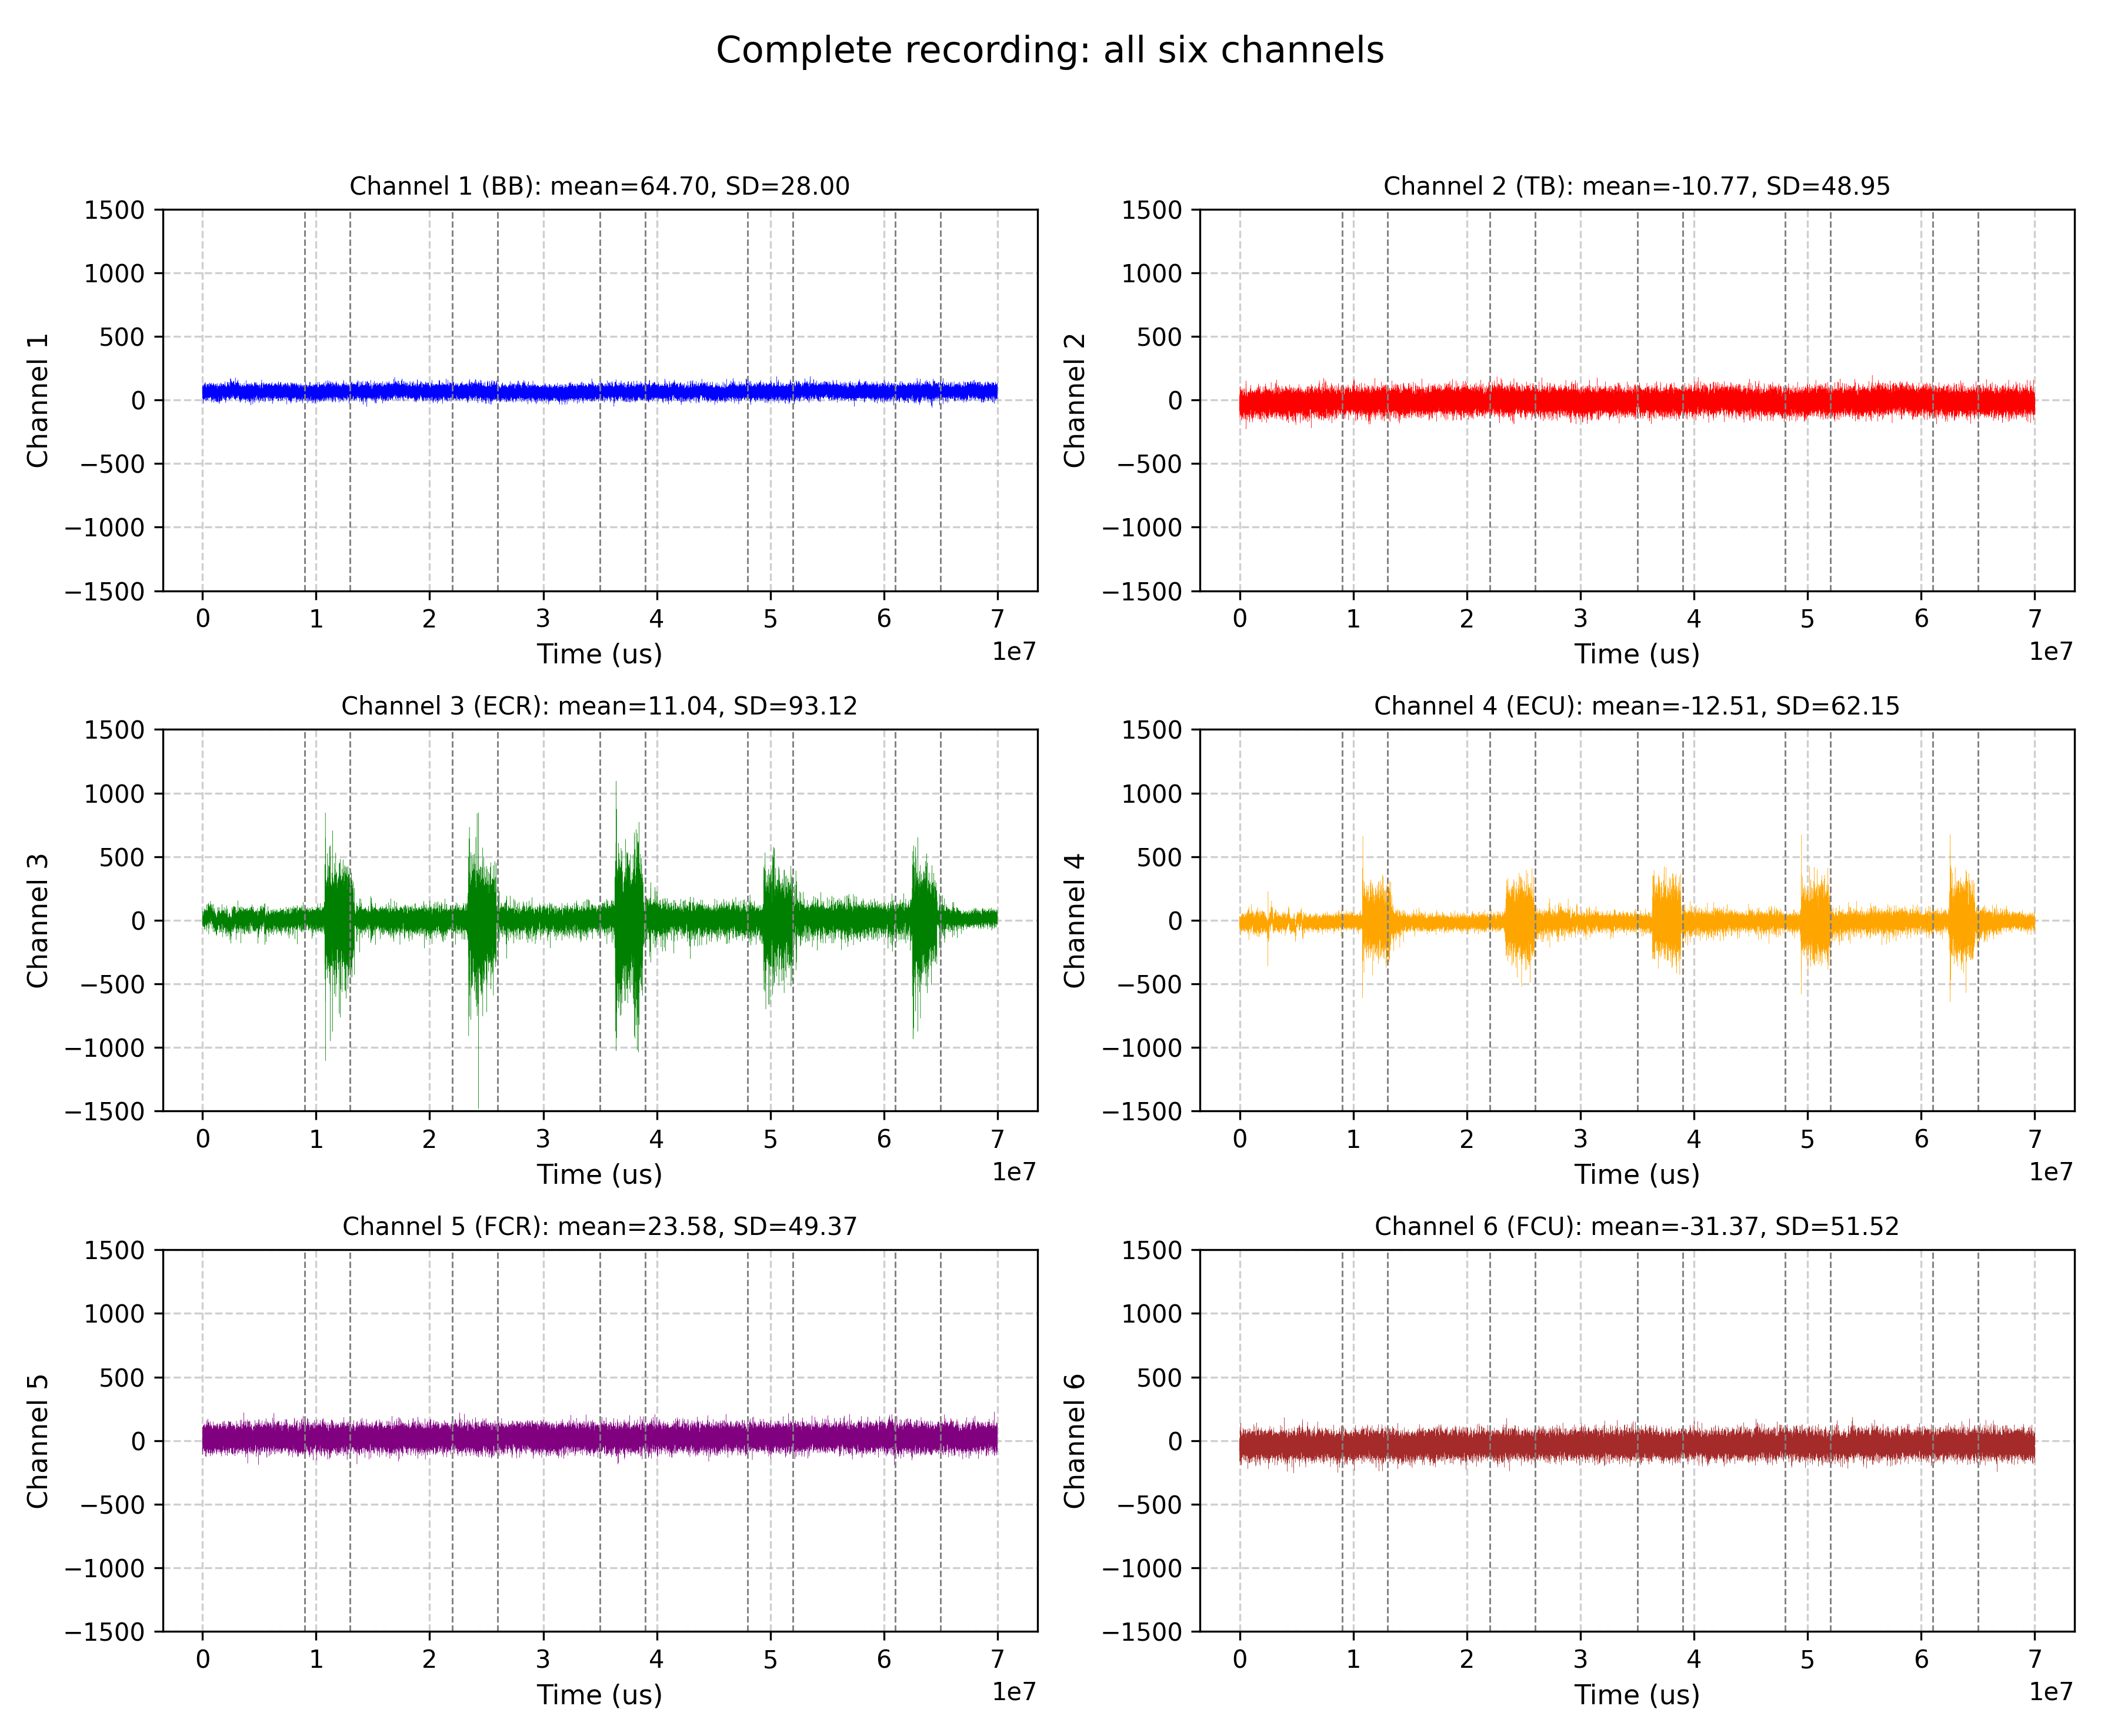 Complete recording: all six channels
Channel 1 (BB): mean=64.70, SD=28.00
1500
1000
500
0
−500
−1000
−1500
Channel 1
0 1 2 3 4 5 6 7
Time (us)
1e7
Channel 2 (TB): mean=-10.77, SD=48.95
1500
1000
500
0
−500
−1000
−1500
Channel 2
0 1 2 3 4 5 6 7
Time (us)
1e7
Channel 3 (ECR): mean=11.04, SD=93.12
1500
1000
500
0
−500
−1000
−1500
Channel 3
0 1 2 3 4 5 6 7
Time (us)
1e7
Channel 4 (ECU): mean=-12.51, SD=62.15
1500
1000
500
0
−500
−1000
−1500
Channel 4
0 1 2 3 4 5 6 7
Time (us)
1e7
Channel 5 (FCR): mean=23.58, SD=49.37
1500
1000
500
0
−500
−1000
−1500
Channel 5
0 1 2 3 4 5 6 7
Time (us)
1e7
Channel 6 (FCU): mean=-31.37, SD=51.52
1500
1000
500
0
−500
−1000
−1500
Channel 6
0 1 2 3 4 5 6 7
Time (us)
1e7